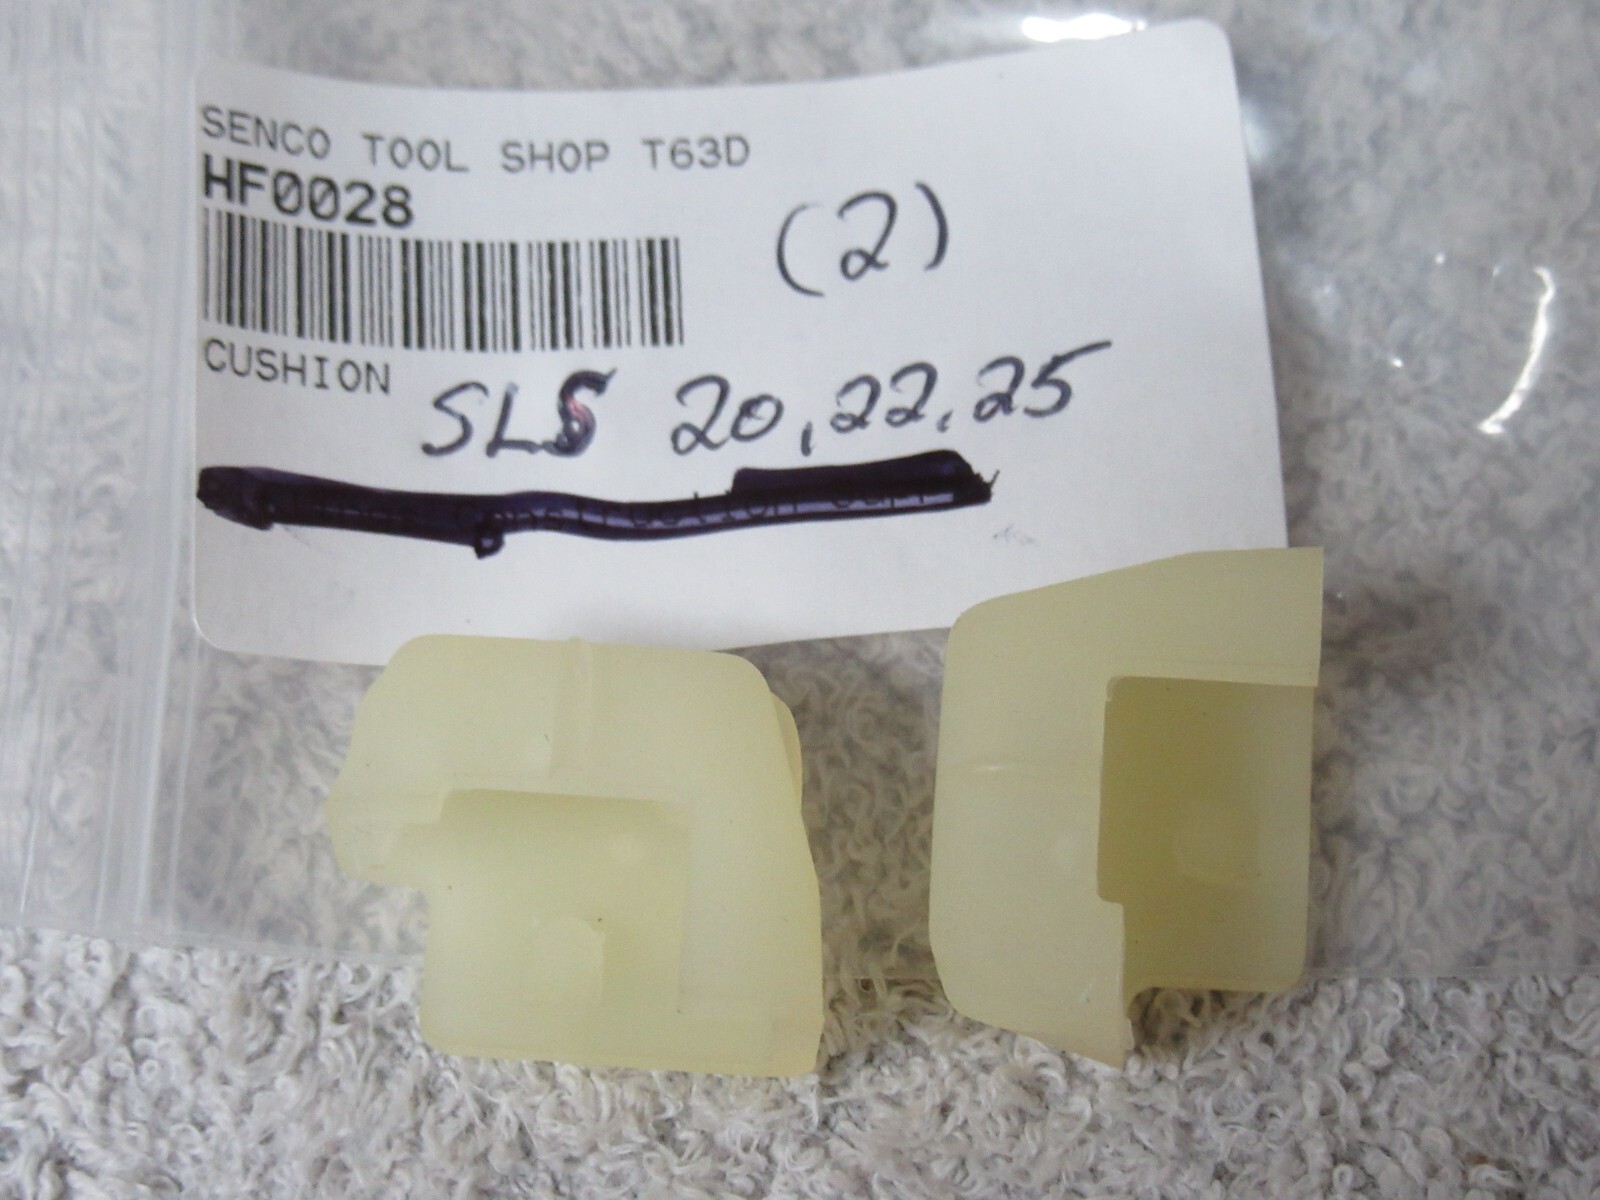 SENCO TOOL SHOP T63D
HF0028
(2)
CUSHION
SLS 20, 22, 25